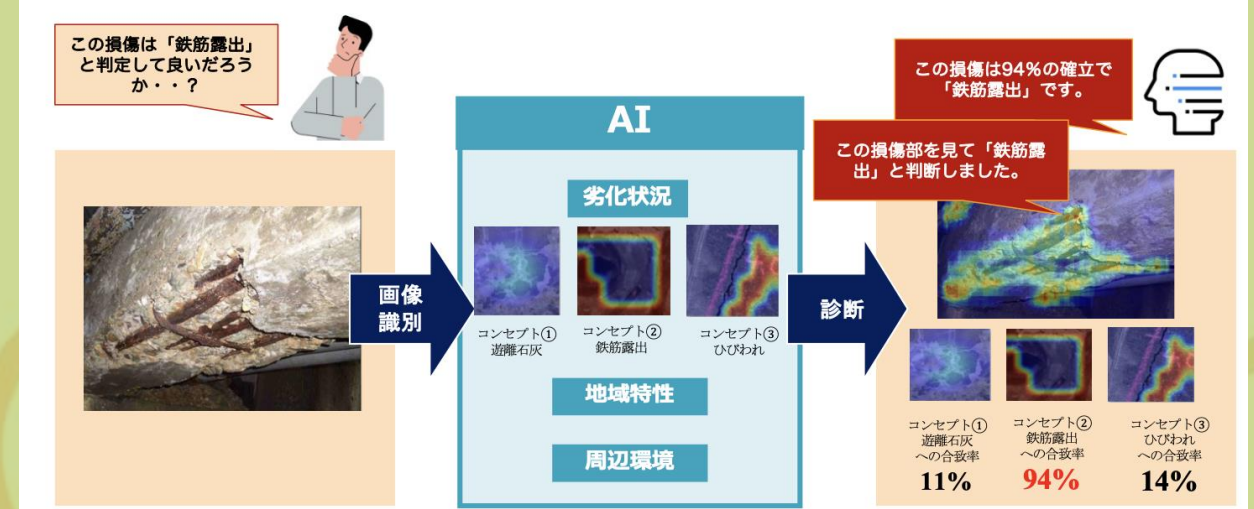 この損傷は「鉄筋露出」
と判定して良いだろう
か・・?
画像
識別
AI
劣化状況
コンセプト①
遊離石灰
コンセプト②
鉄筋露出
コンセプト③
ひびわれ
地域特性
周辺環境
診断
この損傷は94%の確立で
「鉄筋露出」です。
この損傷部を見て「鉄筋露
出」と判断しました。
コンセプト①
遊離石灰
への合致率
11%
コンセプト②
鉄筋露出
への合致率
94%
コンセプト③
ひびわれ
への合致率
14%